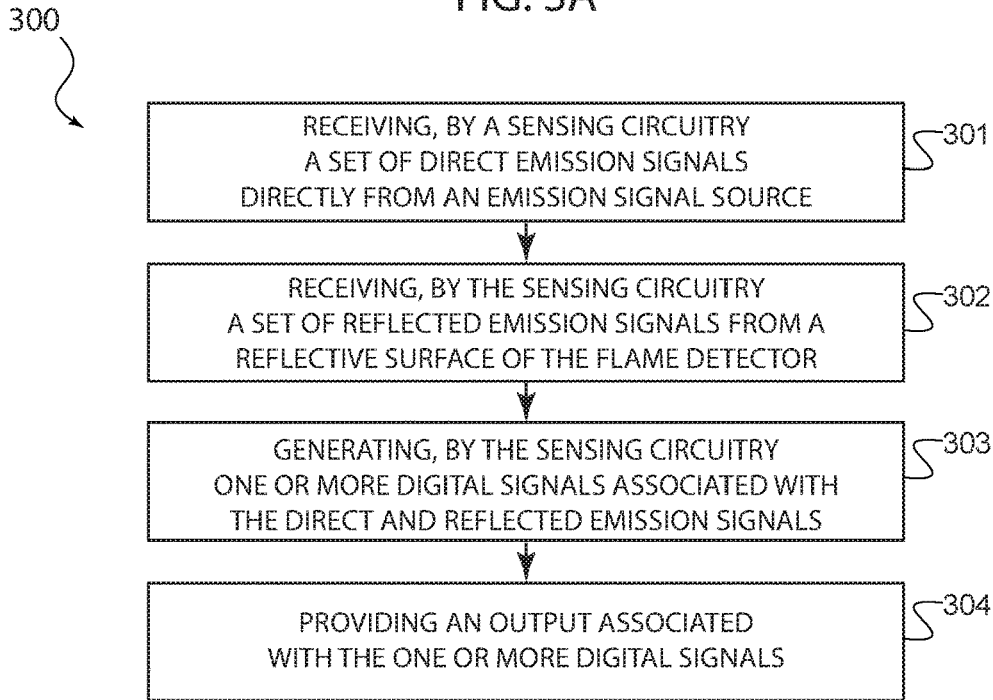 FIG. 3A
300
RECEIVING, BY A SENSING CIRCUITRY
A SET OF DIRECT EMISSION SIGNALS
DIRECTLY FROM AN EMISSION SIGNAL SOURCE
301
RECEIVING, BY THE SENSING CIRCUITRY
A SET OF REFLECTED EMISSION SIGNALS FROM A
REFLECTIVE SURFACE OF THE FLAME DETECTOR
302
GENERATING, BY THE SENSING CIRCUITRY
ONE OR MORE DIGITAL SIGNALS ASSOCIATED WITH
THE DIRECT AND REFLECTED EMISSION SIGNALS
303
PROVIDING AN OUTPUT ASSOCIATED
WITH THE ONE OR MORE DIGITAL SIGNALS
304